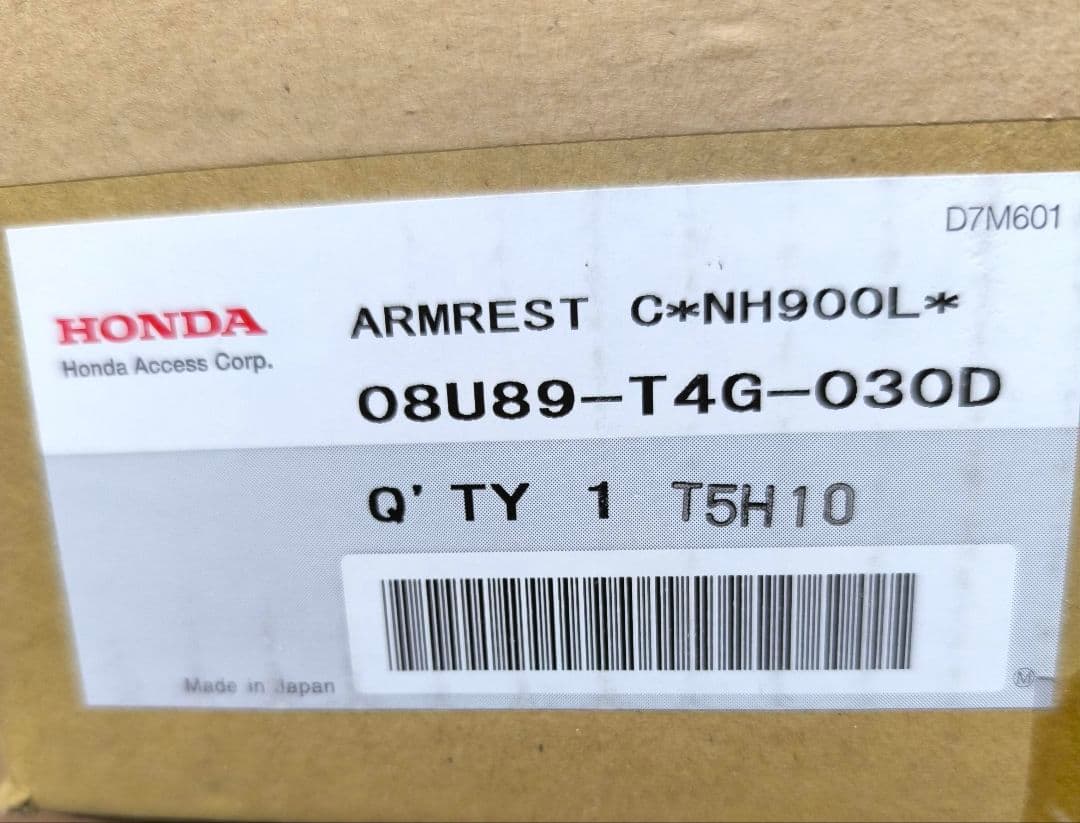 D7M601
HONDA
Honda Access Corp.
ARMREST C*NH900L*
08U89-T4G-030D
Q'TY 1 T5H10
Made in Japan
M